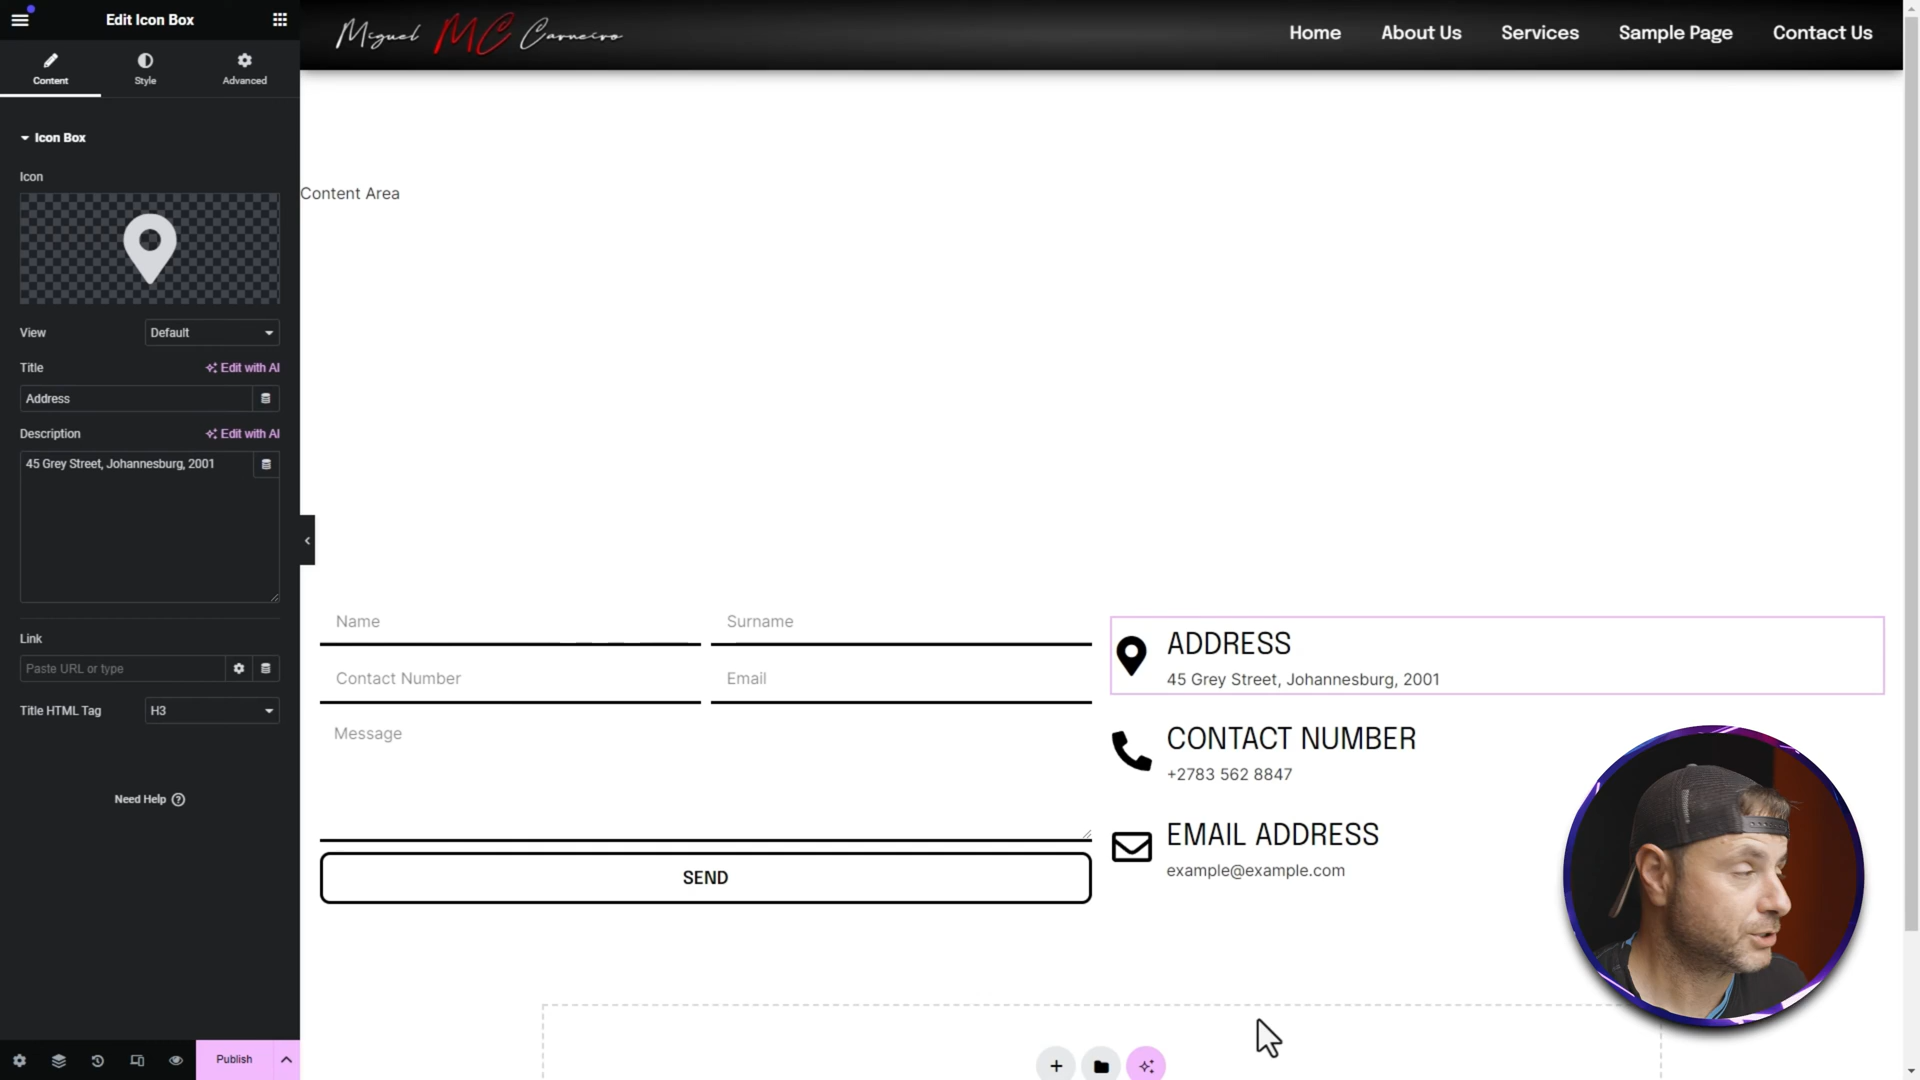 Edit Icon Box
Miguel MC Carneiro
Home
About Us
Services
Sample Page
Contact Us
Content
Style
Advanced
Icon Box
Icon
Content Area
View
Default
Title
Edit with AI
Address
Description
Edit with AI
45 Grey Street, Johannesburg, 2001
Link
Paste URL or type
Title HTML Tag
H3
Need Help
Name
Surname
Contact Number
Email
Message
SEND
ADDRESS
45 Grey Street, Johannesburg, 2001
CONTACT NUMBER
+2783 562 8847
EMAIL ADDRESS
example@example.com
Publish